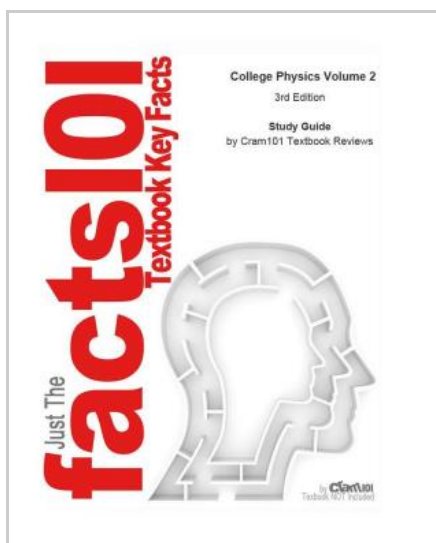 College Physics Volume 2
3rd Edition
Study Guide
by Cram101 Textbook Reviews
Just The
facts101
Textbook Key Facts
by Cram101
Textbook NOT Included